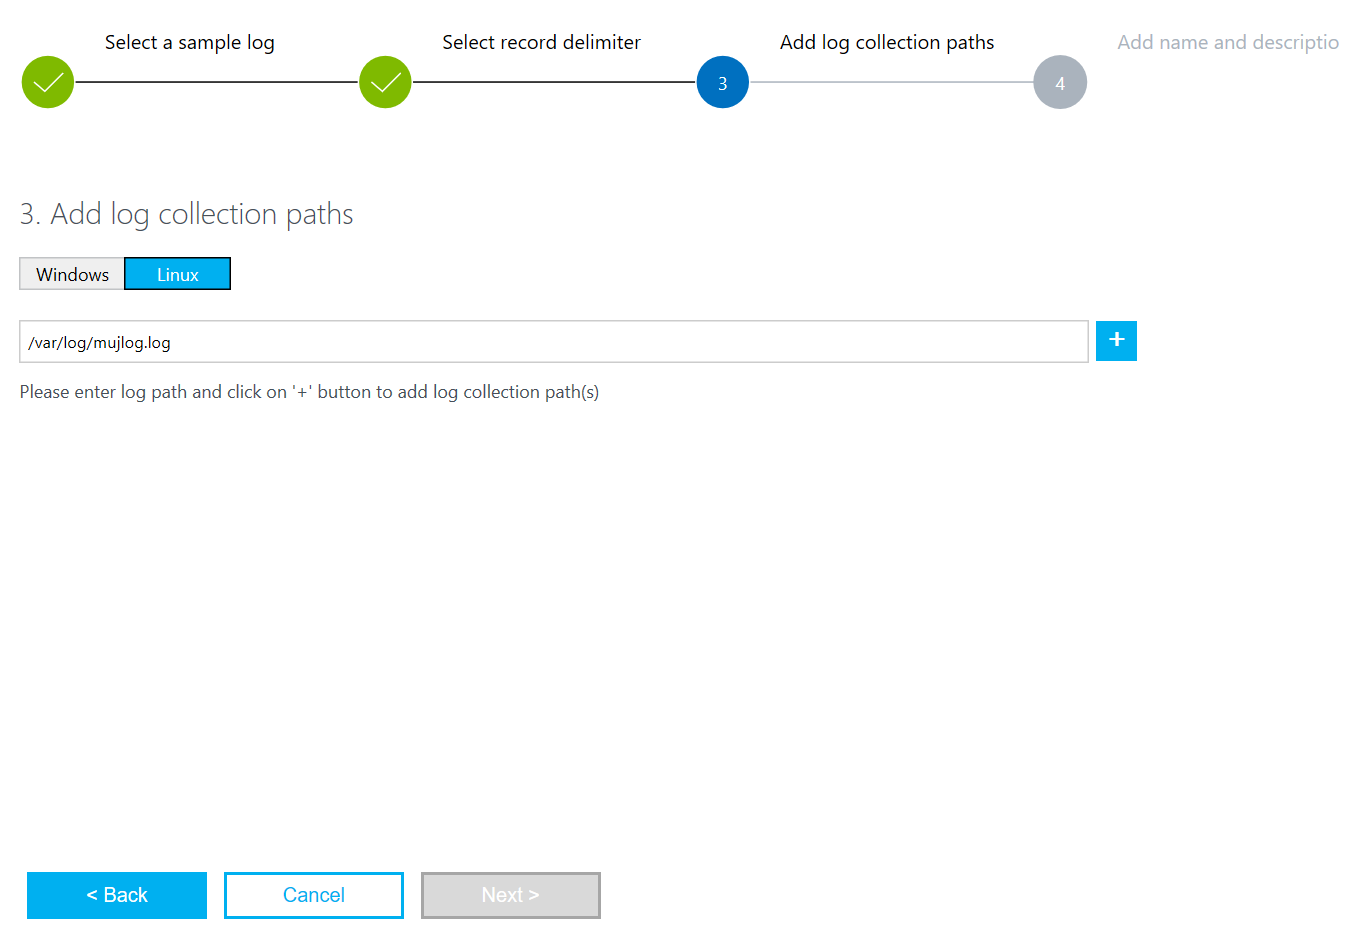 Select a sample log
Select record delimiter
Add log collection paths
Add name and descriptio
3
4
3. Add log collection paths
Windows
Linux
/var/log/mujlog.log
+
Please enter log path and click on '+' button to add log collection path(s)
< Back
Cancel
Next >